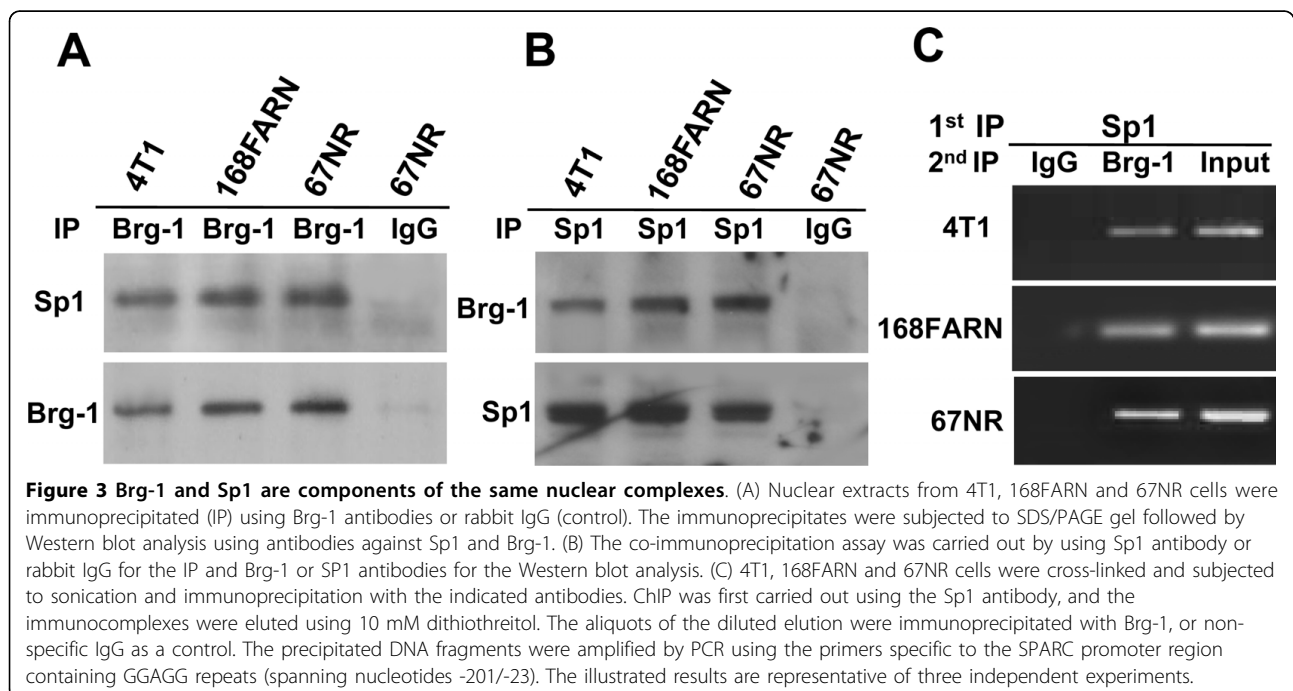 A
B
C
4T1 168FARN 67NR 67NR
IP Brg-1 Brg-1 Brg-1 IgG
Sp1
Brg-1
4T1 168FARN 67NR 67NR
IP Sp1 Sp1 Sp1 IgG
Brg-1
Sp1
1st IP Sp1
2nd IP IgG Brg-1 Input
4T1
168FARN
67NR
Figure 3 Brg-1 and Sp1 are components of the same nuclear complexes. (A) Nuclear extracts from 4T1, 168FARN and 67NR cells were
immunoprecipitated (IP) using Brg-1 antibodies or rabbit IgG (control). The immunoprecipitates were subjected to SDS/PAGE gel followed by
Western blot analysis using antibodies against Sp1 and Brg-1. (B) The co-immunoprecipitation assay was carried out by using Sp1 antibody or
rabbit IgG for the IP and Brg-1 or SP1 antibodies for the Western blot analysis. (C) 4T1, 168FARN and 67NR cells were cross-linked and subjected
to sonication and immunoprecipitation with the indicated antibodies. ChIP was first carried out using the Sp1 antibody, and the
immunocomplexes were eluted using 10 mM dithiothreitol. The aliquots of the diluted elution were immunoprecipitated with Brg-1, or non-
specific IgG as a control. The precipitated DNA fragments were amplified by PCR using the primers specific to the SPARC promoter region
containing GGAGG repeats (spanning nucleotides -201/-23). The illustrated results are representative of three independent experiments.